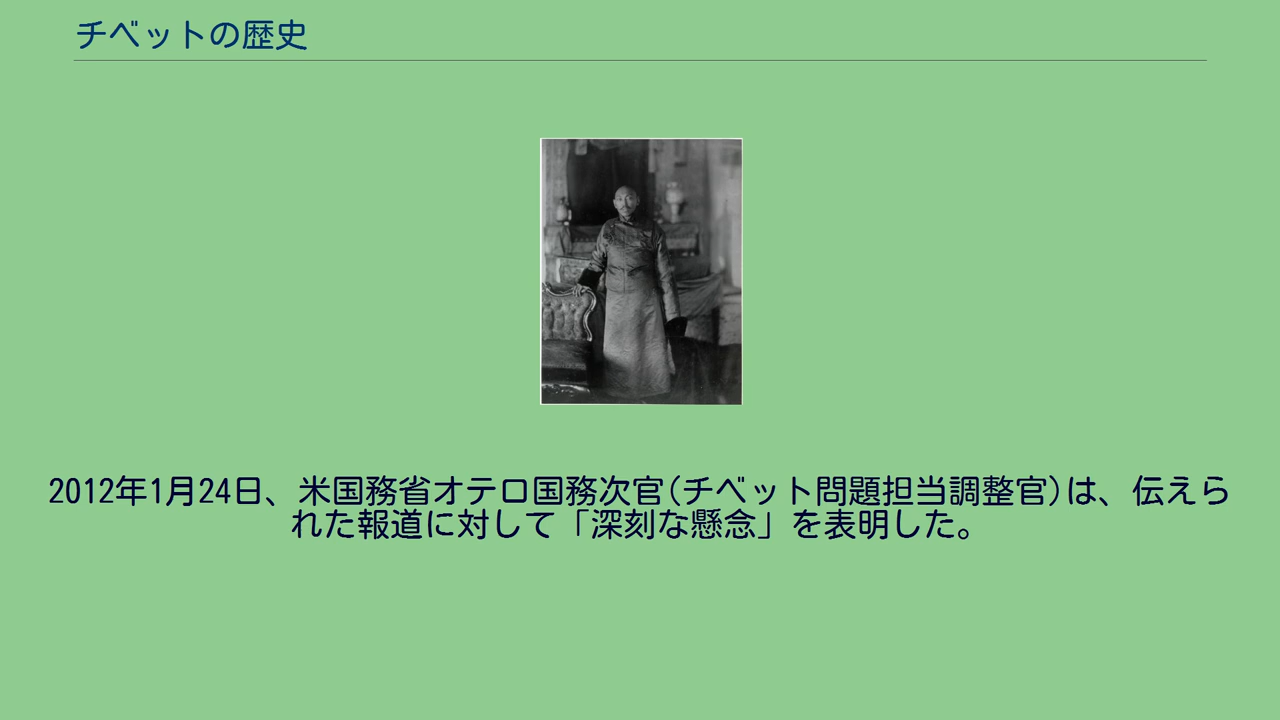 チベットの歴史
2012年1月24日、米国務省オテロ国務次官(チベット問題担当調整官)は、伝えら
れた報道に対して「深刻な懸念」を表明した。